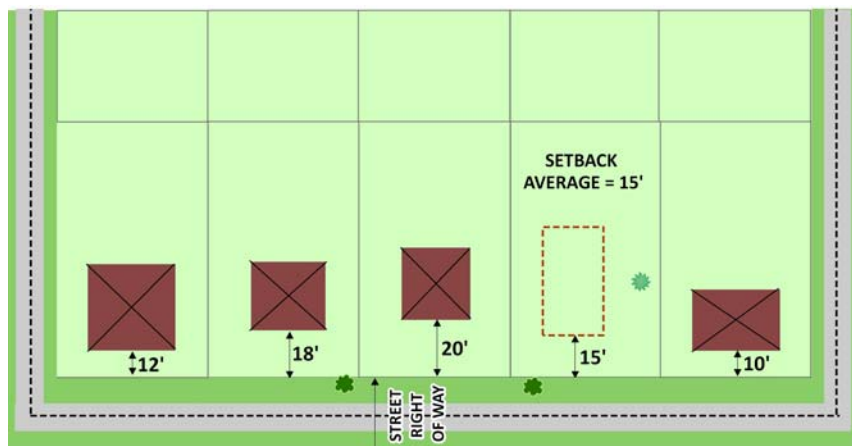 SETBACK
AVERAGE = 15'
12'
18'
20'
15'
10'
STREET
RIGHT
OF WAY